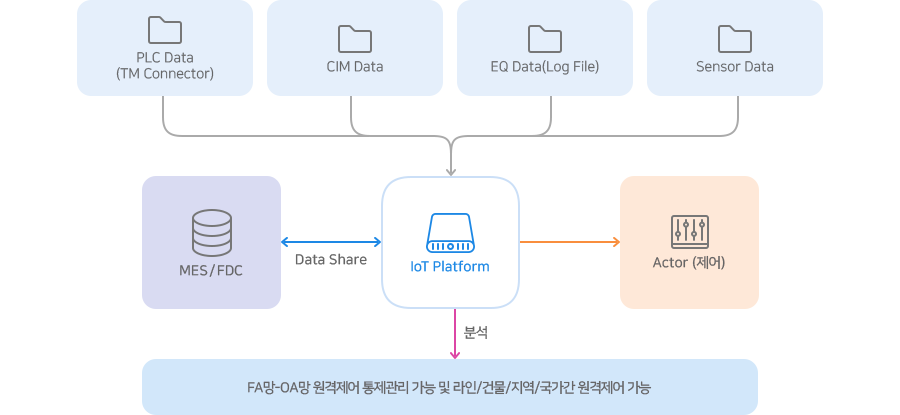 PLC Data
(TM Connector)
CIM Data
EQ Data(Log File)
Sensor Data
MES / FDC
Data Share
IoT Platform
Actor (제어)
분석
FA망-OA망 원격제어 통제관리 가능 및 라인/건물/지역/국가간 원격제어 가능